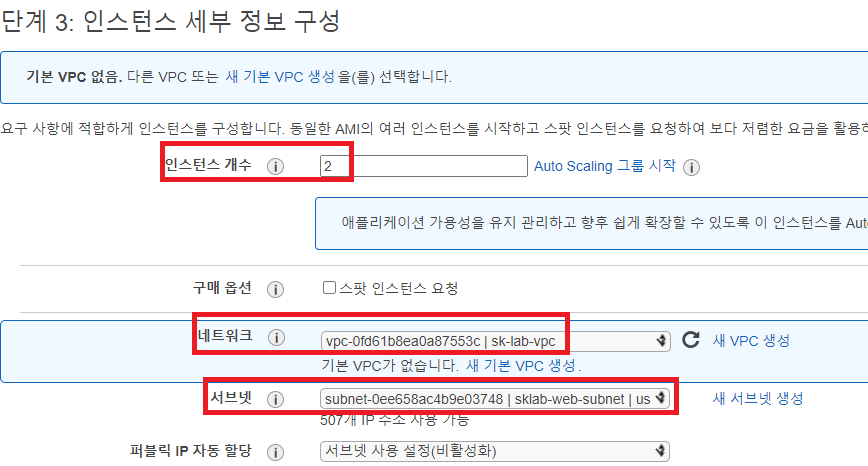 단계 3: 인스턴스 세부 정보 구성
기본 VPC 없음. 다른 VPC 또는 새 기본 VPC 생성을(를) 선택합니다.
요구 사항에 적합하게 인스턴스를 구성합니다. 동일한 AMI의 여러 인스턴스를 시작하고 스팟 인스턴스를 요청하여 보다 저렴한 요금을 활용하
인스턴스 개수 i 2 Auto Scaling 그룹 시작 i
애플리케이션 가용성을 유지 관리하고 향후 쉽게 확장할 수 있도록 이 인스턴스를 Aut
구매 옵션 i 스팟 인스턴스 요청
네트워크 i vpc-0fd61b8ea0a87553c | sk-lab-vpc 새 VPC 생성
기본 VPC가 없습니다. 새 기본 VPC 생성.
서브넷 i subnet-0ee658ac4b9e03748 | sklab-web-subnet | us 새 서브넷 생성
507개 IP 주소 사용 가능
퍼블릭 IP 자동 할당 i 서브넷 사용 설정(비활성화)